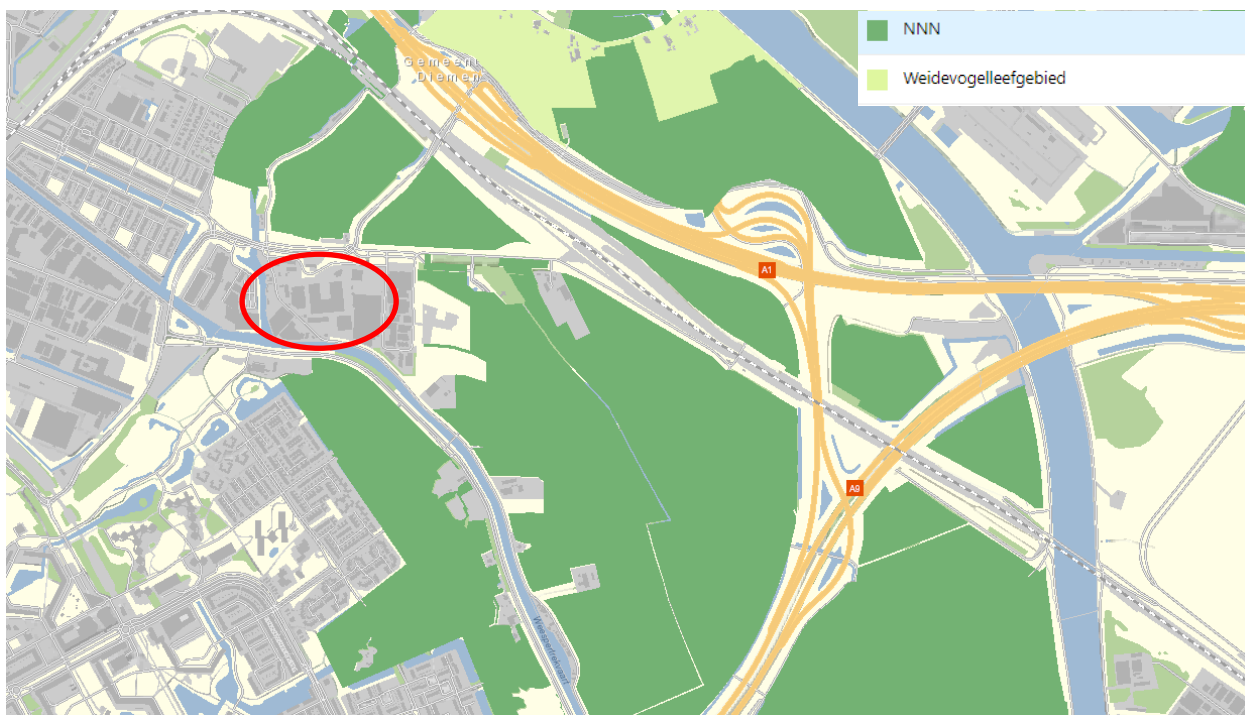 NNN
Weidevogelleefgebied
Gemeente
Diemen
A1
A9
Weespertrekvaart